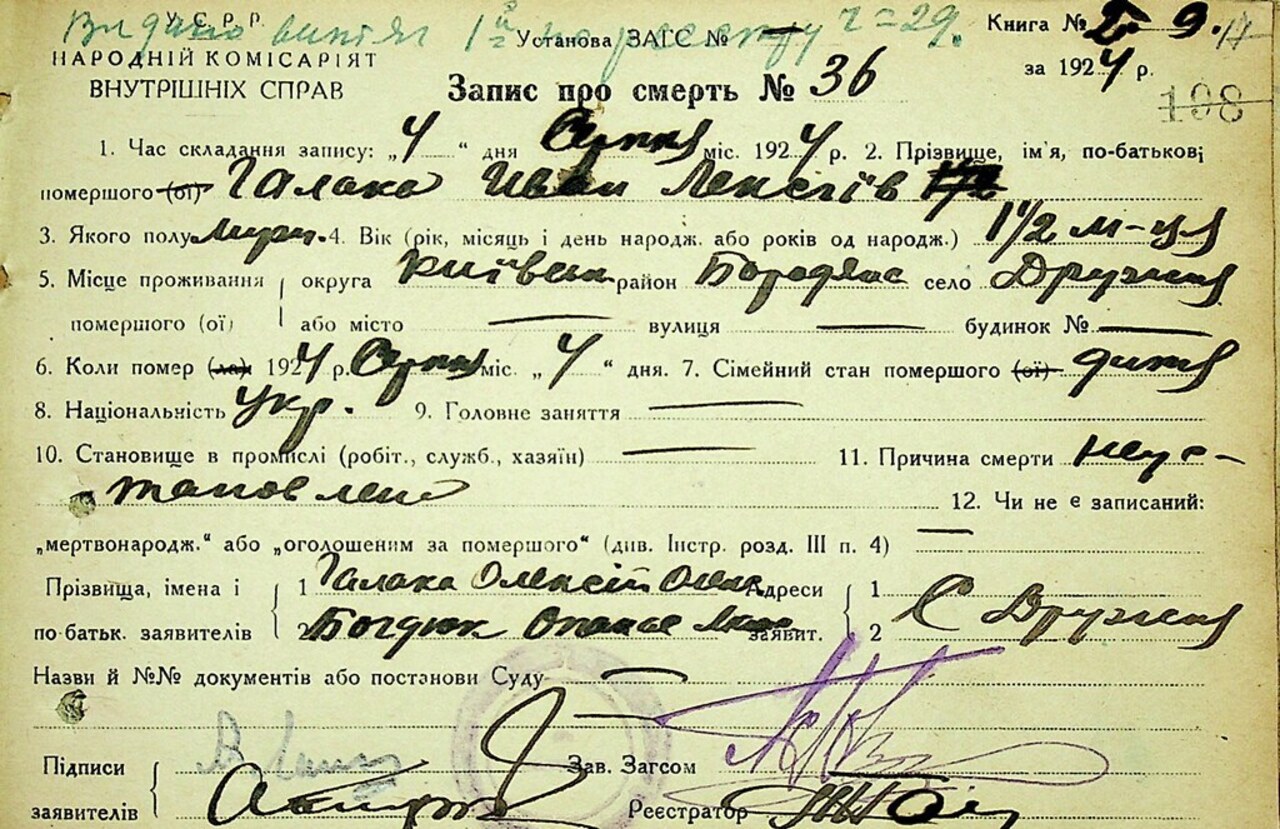 У.С.Р.Р.
НАРОДНІЙ КОМІСАРІЯТ
ВНУТРІШНІХ СПРАВ
Видано витяг
Установа ЗАГС № —
Книга № 9
за 1924 р.
198
Запис про смерть № 36
1. Час складання запису: „4“ дня Серпня міс. 1924 р. 2. Прізвище, ім'я, по-батькові
помершого (ої) Галака Иван Лексіїв
3. Якого полу муж. 4. Вік (рік, місяць і день народж. або років од народж.) 1 1/2 м-ця
5. Місце проживання округа Київська район Бородянс село Дружня
помершого (ої) або місто — вулиця — будинок № —
6. Коли помер (ла) 1924 р. Серпня міс. „4“ дня. 7. Сімейний стан помершого (ої) дитя
8. Національність Укр. 9. Головне заняття —
10. Становище в промислі (робіт., служб., хазяїн) — 11. Причина смерти неус-
тановлено 12. Чи не є записаний:
„мертвонародж.“ або „оголошеним за помершого“ (див. Інстр. розд. III п. 4) —
Прізвища, імена і 1 Галака Олексій Адреси 1 С Дружня
по батьк. заявителів 2 Богдюк Опанас заявит. 2
Назви й №№ документів або постанови Суду —
Підписи Зав. Загсом
заявителів Реєстратор